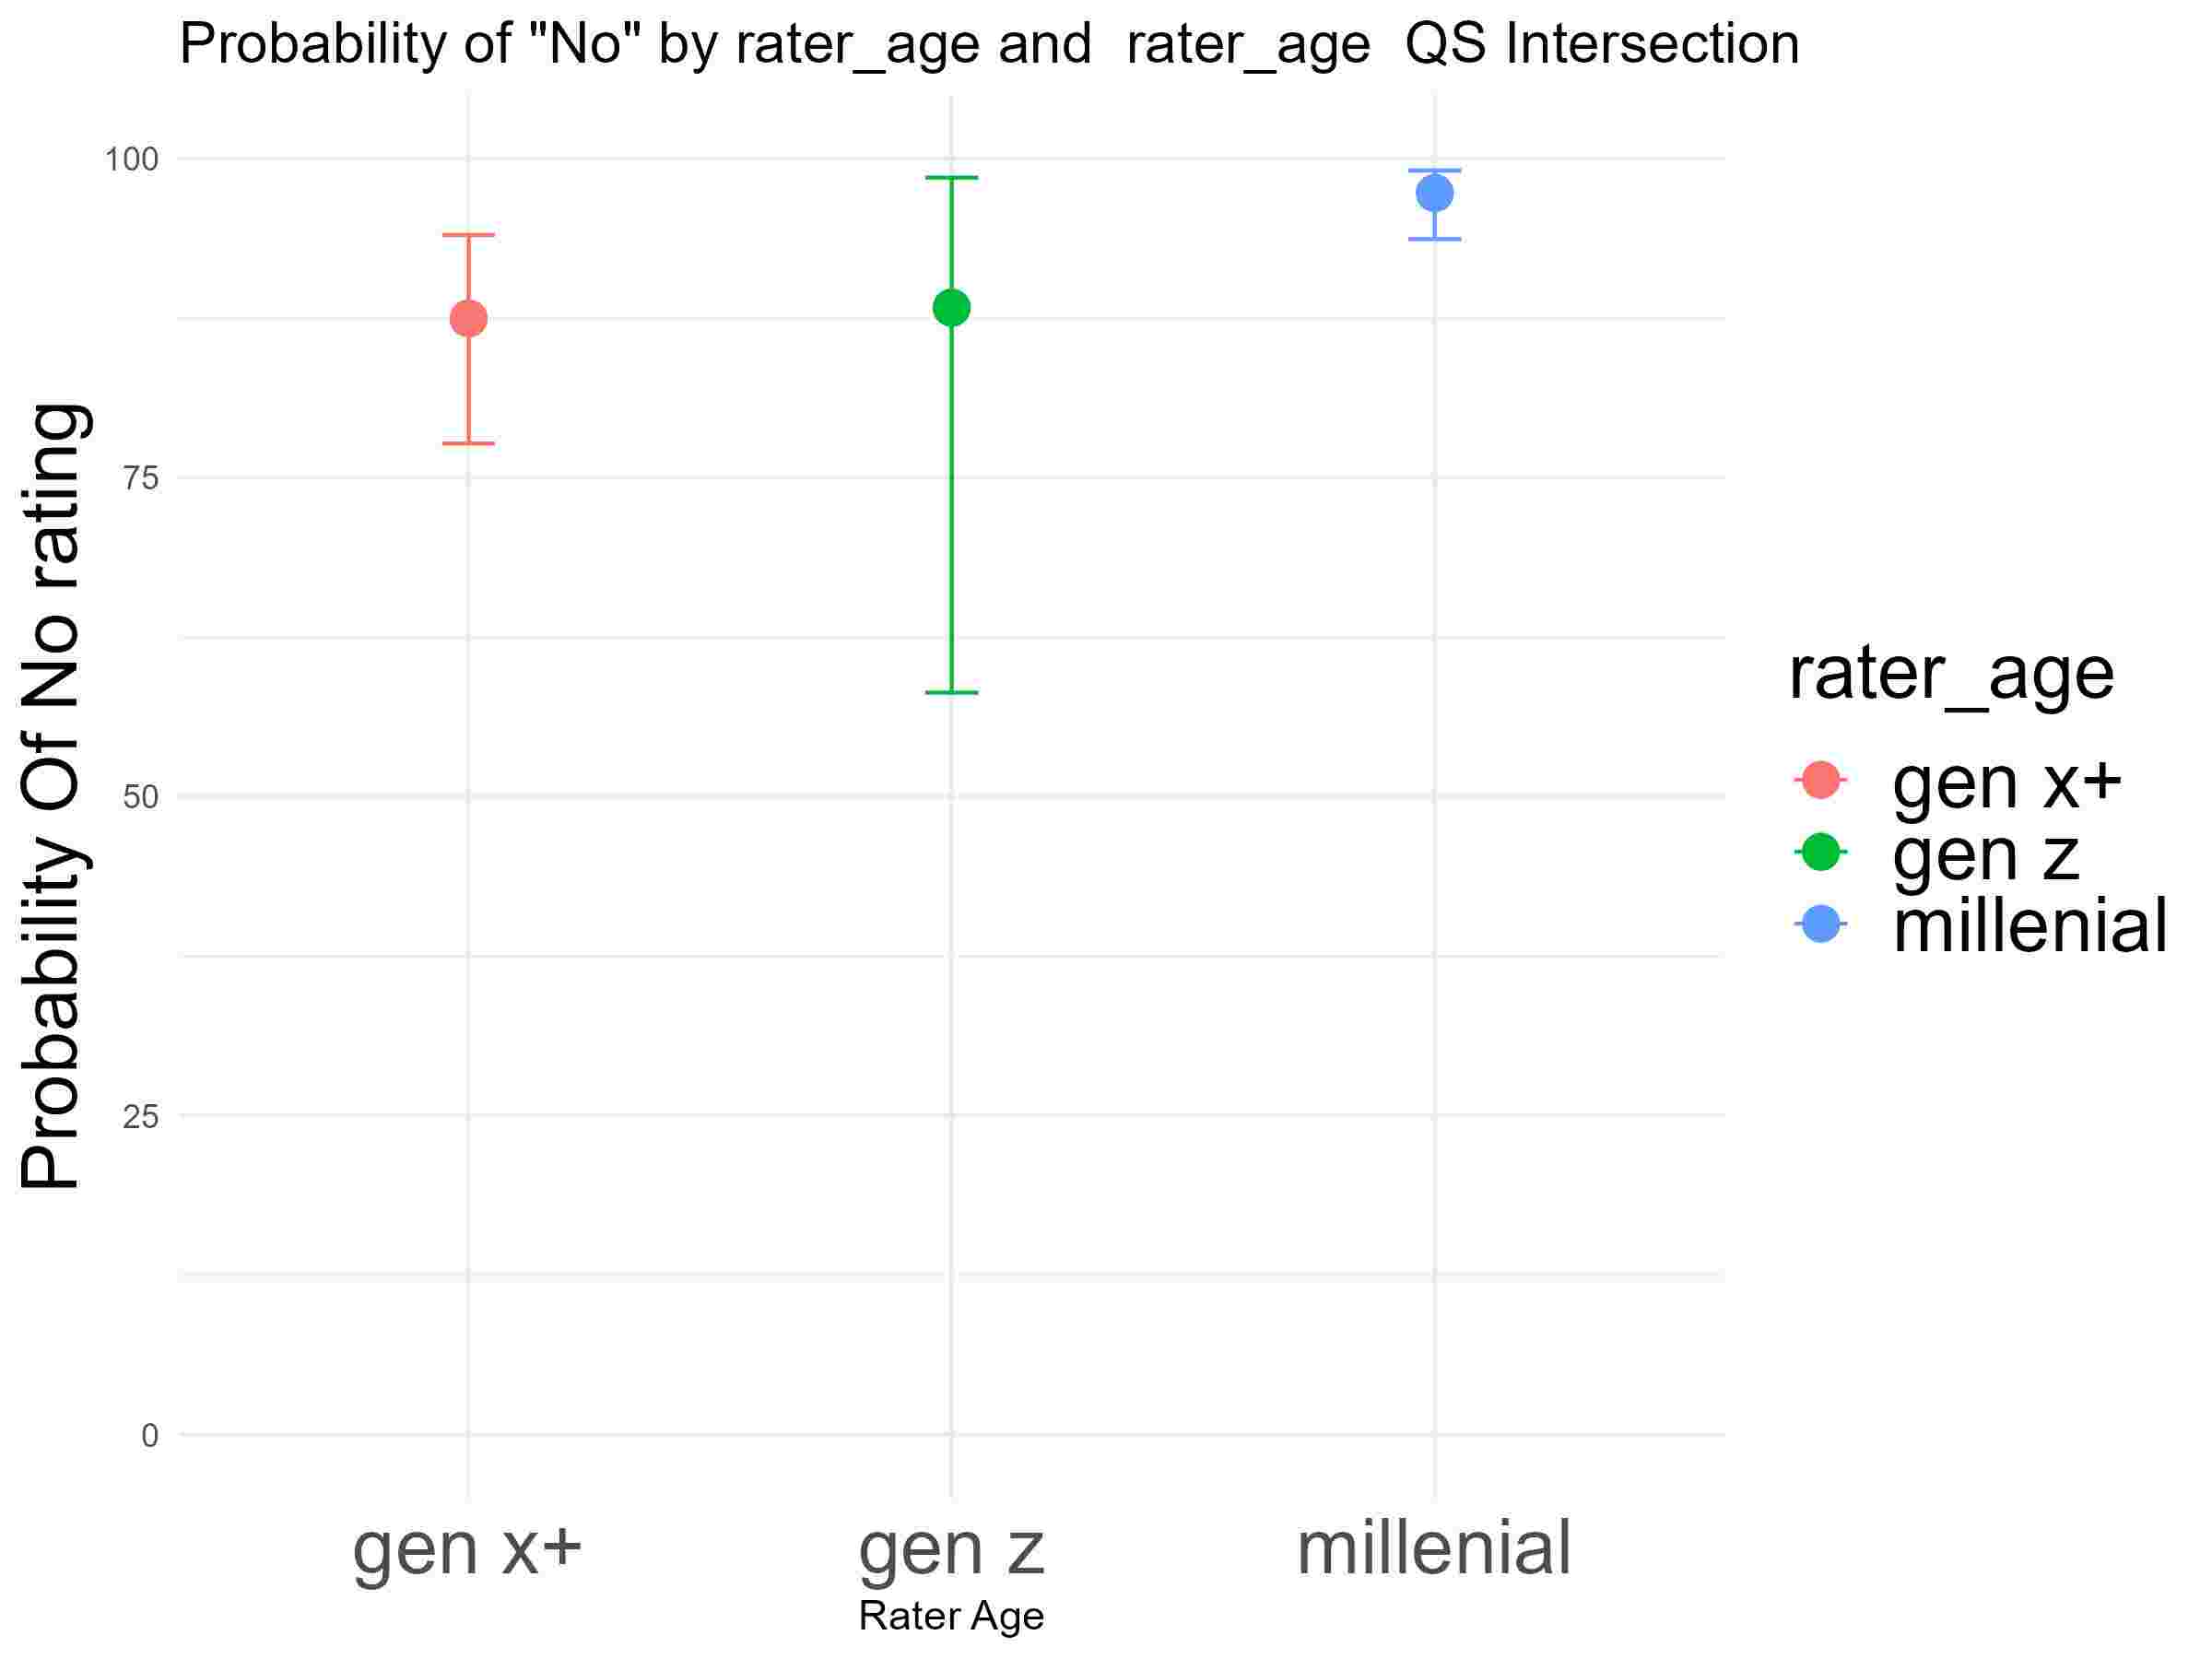 Probability of "No" by rater_age and  rater_age  QS Intersection
Probability Of No rating
100
75
50
25
0
gen x+
gen z
millenial
Rater Age
rater_age
gen x+
gen z
millenial